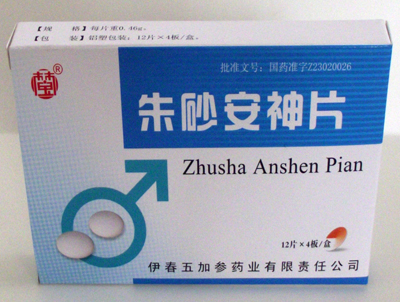 【规 格】每片重0.46g。
【包 装】铝塑包装；12片×4板/盒。
批准文号：国药准字Z23020026
®
朱砂安神片
Zhusha Anshen Pian
12片×4板/盒
伊春五加参药业有限责任公司